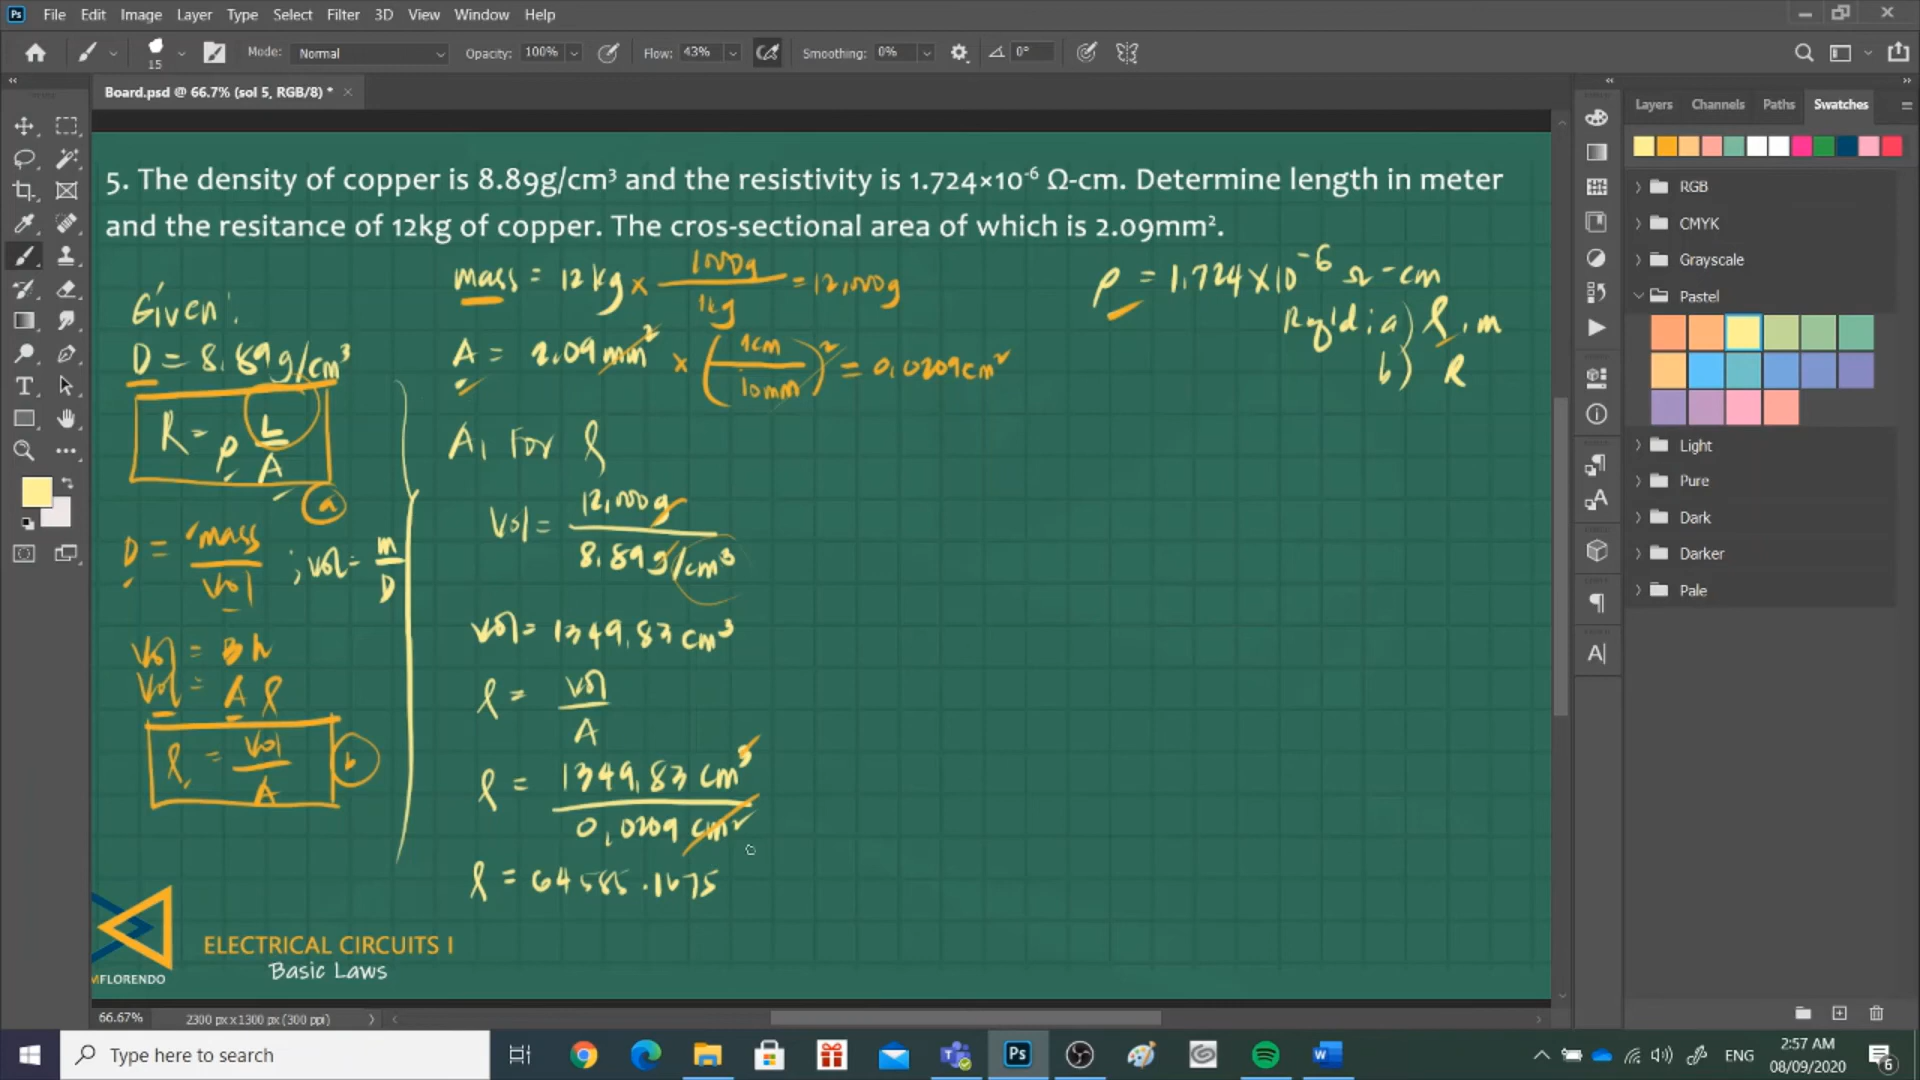 File Edit Image Layer Type Select Filter 3D View Window Help
15 Mode: Normal Opacity: 100% Flow: 43% Smoothing: 0% 0°
Board.psd @ 66.7% (sol 5, RGB/8) *
5. The density of copper is 8.89g/cm³ and the resistivity is 1.724×10⁻⁶ Ω-cm. Determine length in meter
and the resitance of 12kg of copper. The cros-sectional area of which is 2.09mm².
Given:
D = 8.89g/cm³
R = ρ L/A
a
D = mass/vol ; vol = m/D
vol = Bh
vol = A l
l = vol/A
b
mass = 12kg × 1000g/1kg = 12,000g
A = 2.09mm² × (1cm/10mm)² = 0.0209cm²
A, For l
Vol = 12,000g / 8.89g/cm³
vol = 1349.83 cm³
l = vol/A
l = 1349.83 cm³ / 0.0209 cm²
l = 64585.1675
ρ = 1.724×10⁻⁶ Ω-cm
Req'd: a) l, m
b) R
MFLORENDO
ELECTRICAL CIRCUITS I
Basic Laws
66.67% 2300 px x 1300 px (300 ppi)
Layers Channels Paths Swatches
RGB
CMYK
Grayscale
Pastel
Light
Pure
Dark
Darker
Pale
Type here to search
ENG
2:57 AM
08/09/2020
6